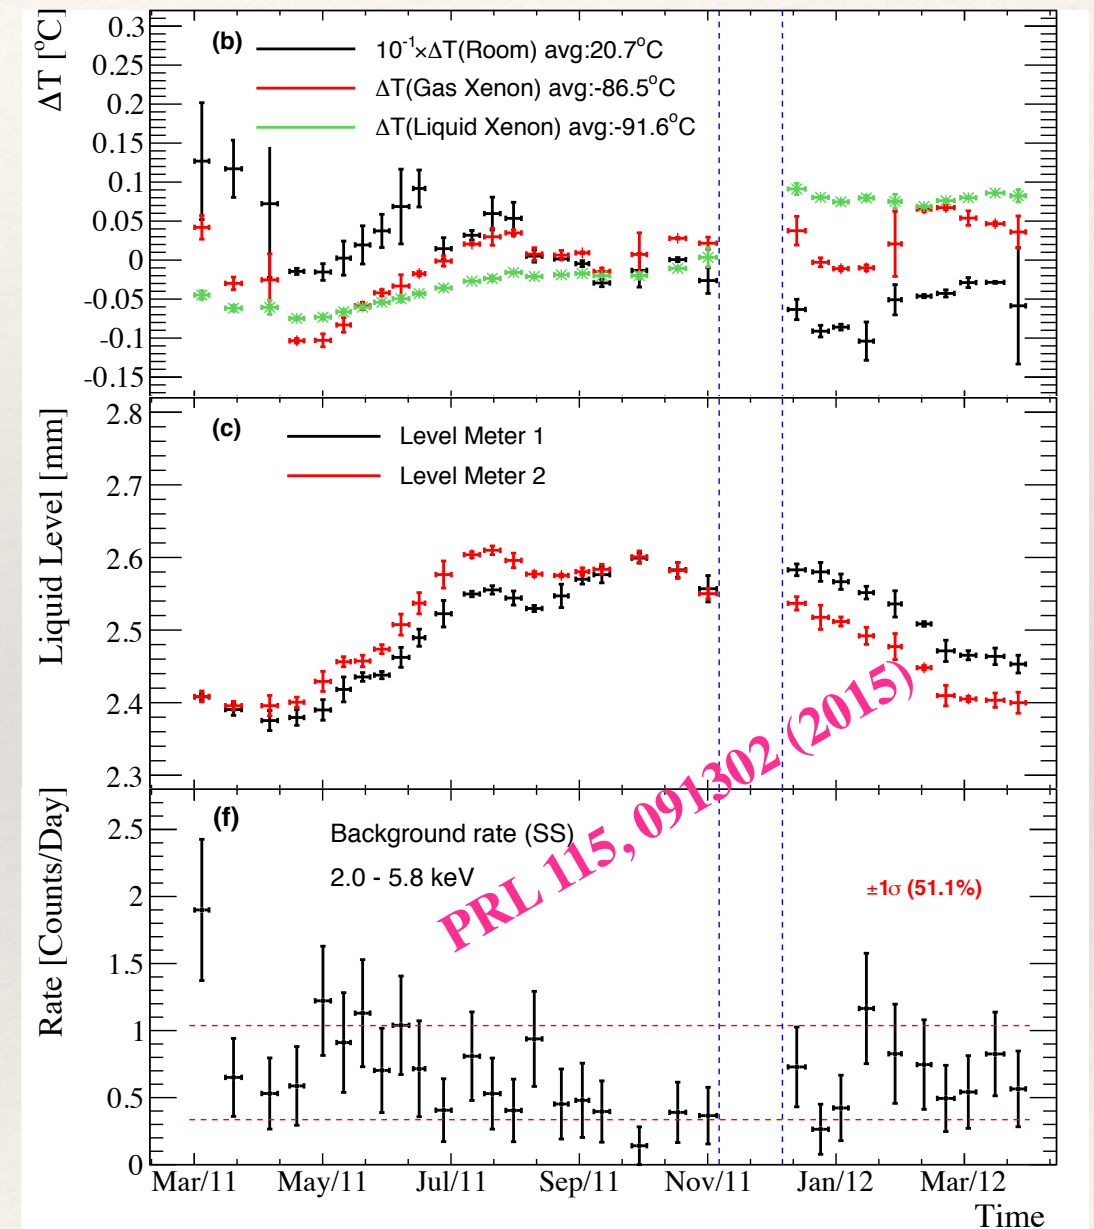 ΔT [°C]
(b)
10⁻¹×ΔT(Room) avg:20.7°C
ΔT(Gas Xenon) avg:-86.5°C
ΔT(Liquid Xenon) avg:-91.6°C
0.3
0.25
0.2
0.15
0.1
0.05
0
-0.05
-0.1
-0.15
Liquid Level [mm]
(c)
Level Meter 1
Level Meter 2
2.8
2.7
2.6
2.5
2.4
2.3
PRL 115, 091302 (2015)
Rate [Counts/Day]
(f)
Background rate (SS)
2.0 - 5.8 keV
±1σ (51.1%)
2.5
2
1.5
1
0.5
0
Mar/11 May/11 Jul/11 Sep/11 Nov/11 Jan/12 Mar/12
Time